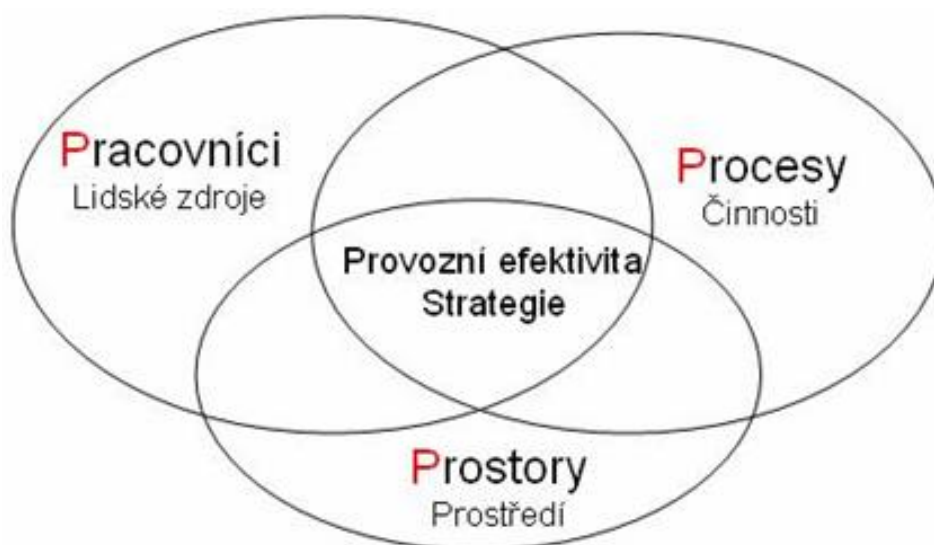 Pracovníci
Lidské zdroje
Procesy
Činnosti
Provozní efektivita
Strategie
Prostory
Prostředí